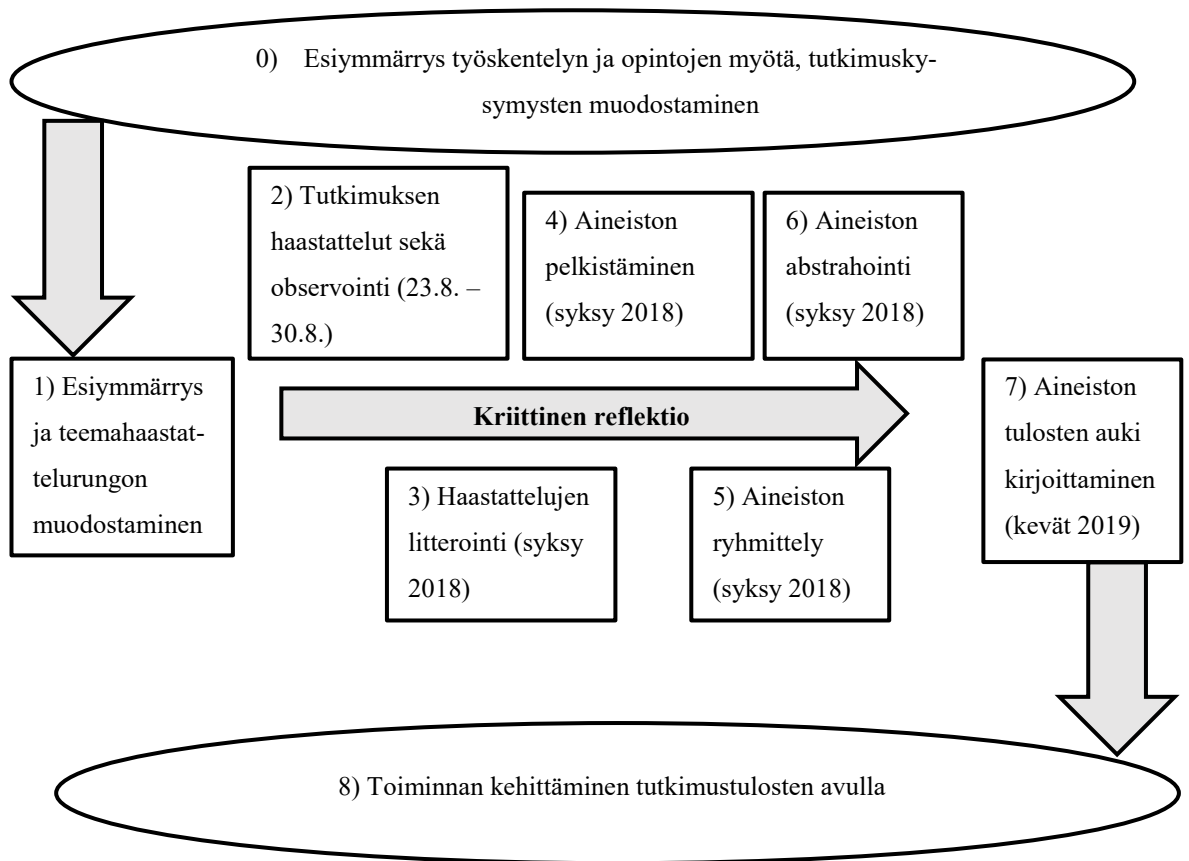 0) Esiymmärrys työskentelyn ja opintojen myötä, tutkimusky-
symysten muodostaminen
1) Esiymmärrys
ja teemahaastat-
telurungon
muodostaminen
2) Tutkimuksen
haastattelut sekä
observointi (23.8. –
30.8.)
3) Haastattelujen
litterointi (syksy
2018)
4) Aineiston
pelkistäminen
(syksy 2018)
5) Aineiston
ryhmittely
(syksy 2018)
6) Aineiston
abstrahointi
(syksy 2018)
Kriittinen reflektio
7) Aineiston
tulosten auki
kirjoittaminen
(kevät 2019)
8) Toiminnan kehittäminen tutkimustulosten avulla